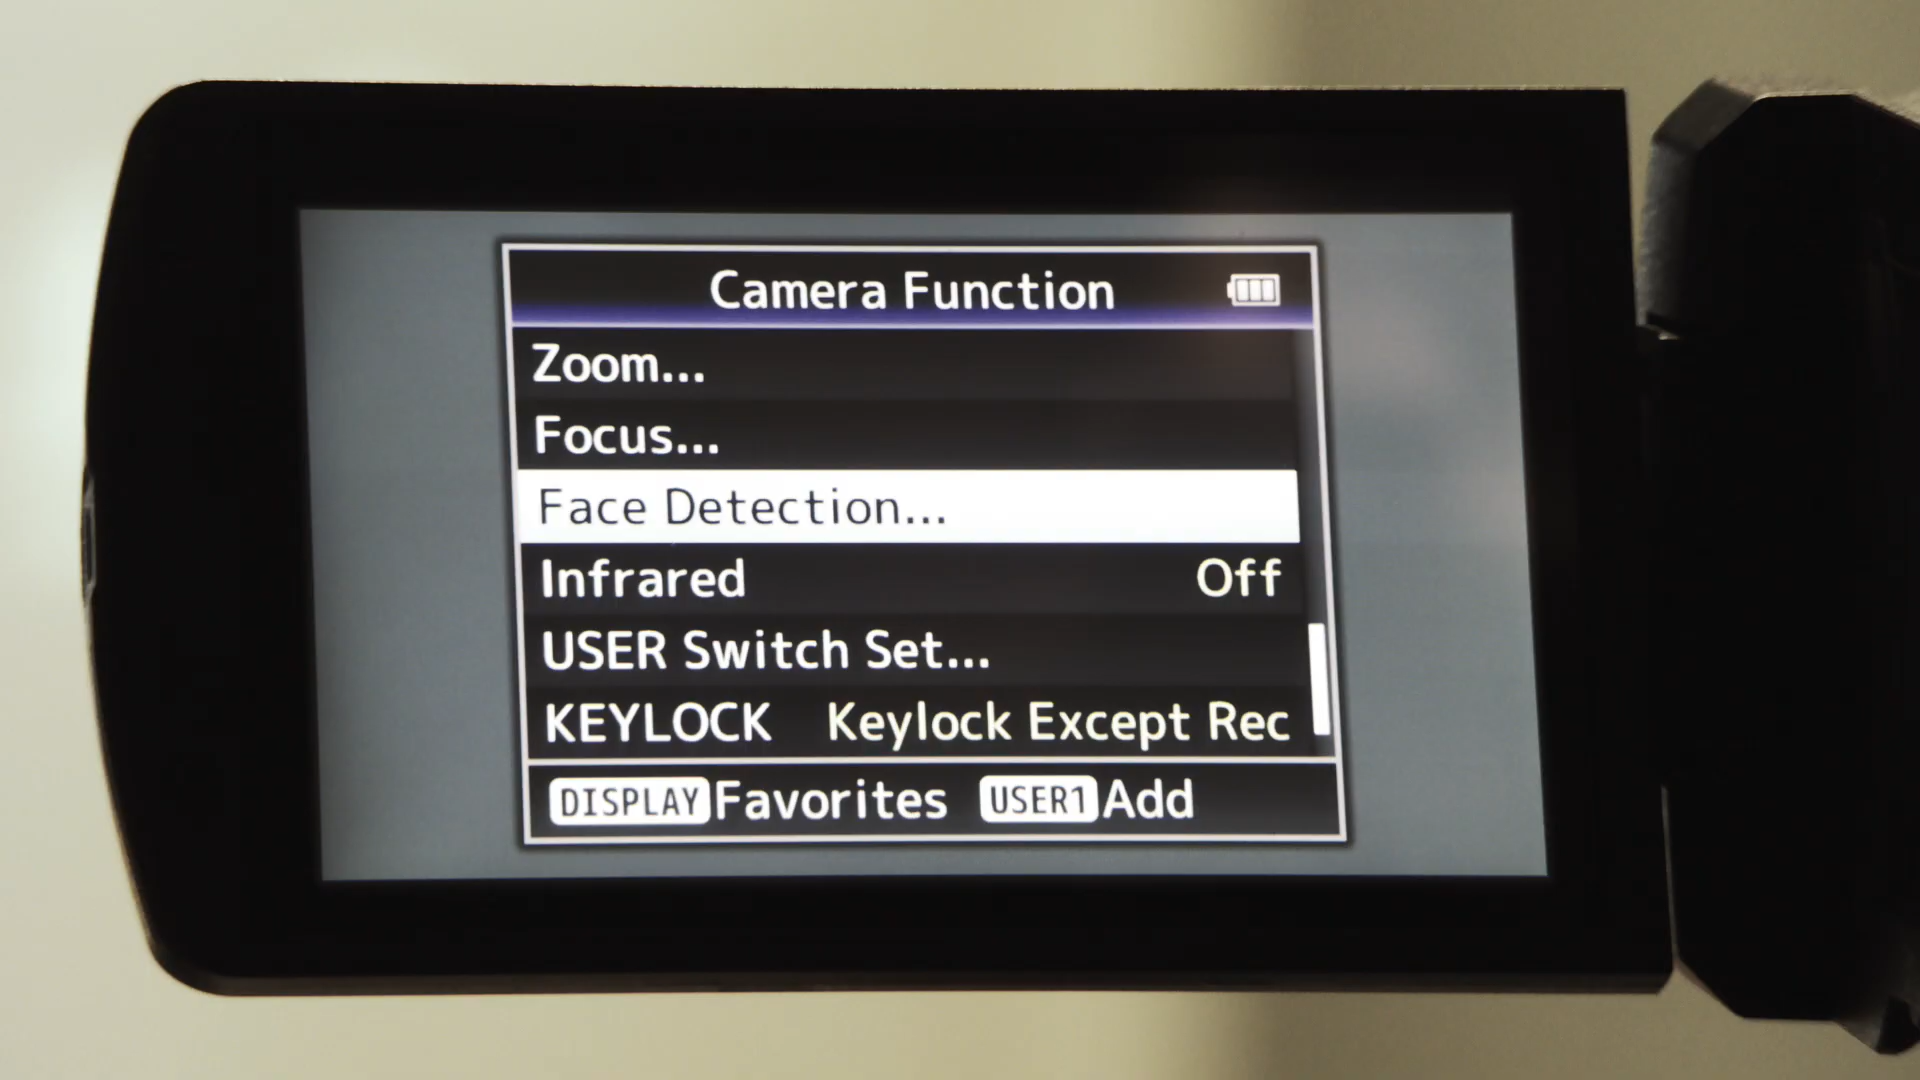 Camera Function
Zoom...
Focus...
Face Detection...
Infrared Off
USER Switch Set...
KEYLOCK Keylock Except Rec
DISPLAY Favorites USER1 Add